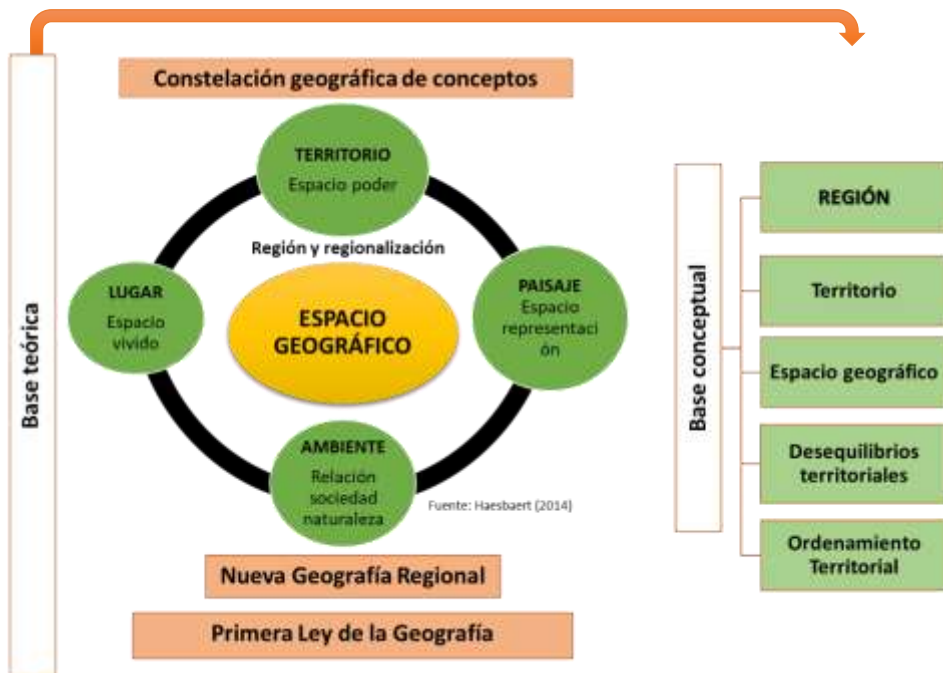 Base teórica
Constelación geográfica de conceptos
TERRITORIO
Espacio poder
Región y regionalización
LUGAR
Espacio
vivido
ESPACIO
GEOGRÁFICO
PAISAJE
Espacio
representaci
ón
AMBIENTE
Relación
sociedad
naturaleza
Fuente: Haesbaert (2014)
Nueva Geografía Regional
Primera Ley de la Geografía
Base conceptual
REGIÓN
Territorio
Espacio geográfico
Desequilibrios
territoriales
Ordenamiento
Territorial